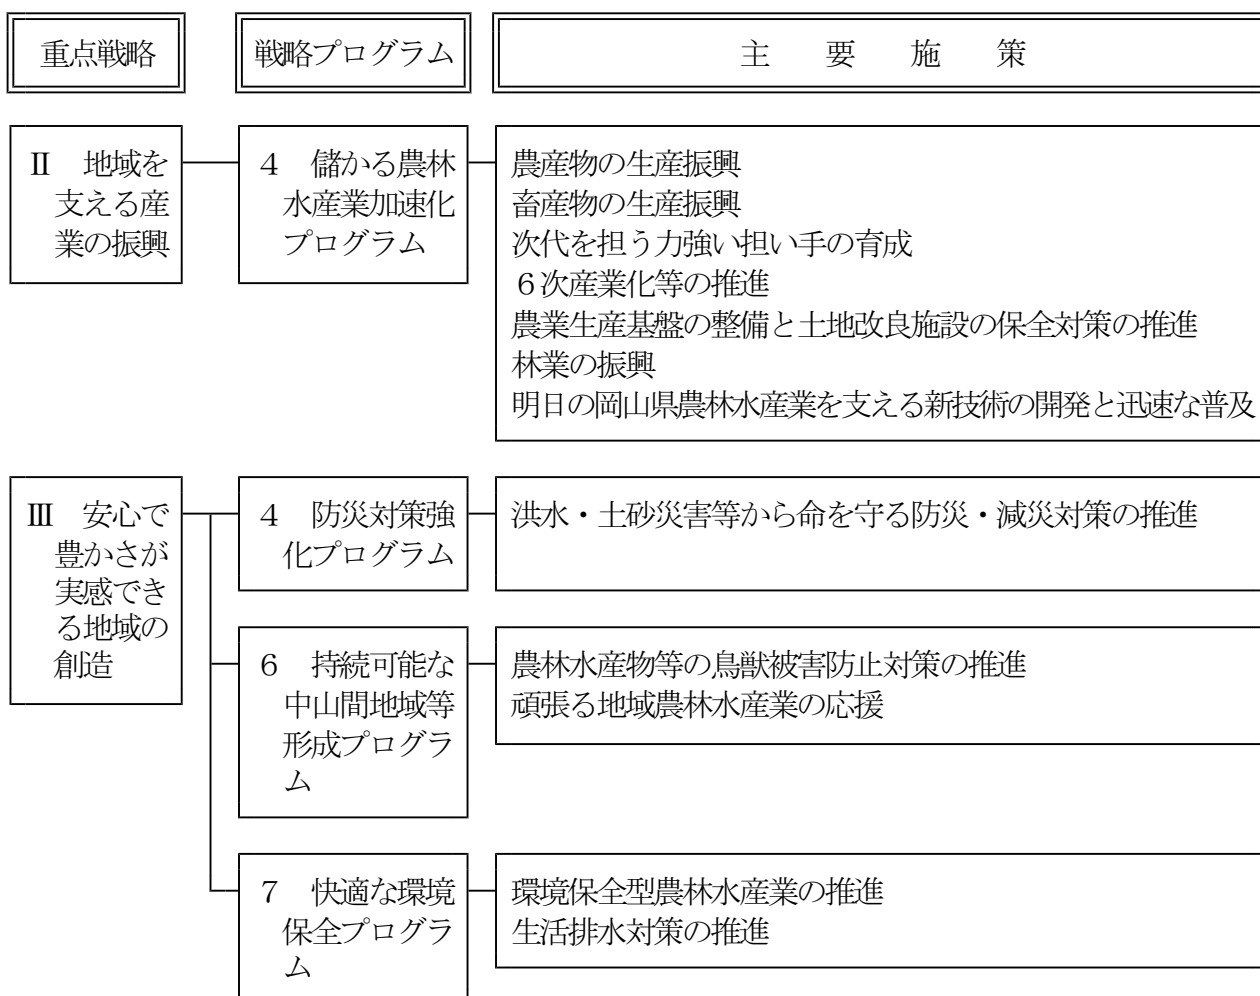 重点戦略
戦略プログラム
主 要 施 策
Ⅱ 地域を
支える産
業の振興
4 儲かる農林
水産業加速化
プログラム
農産物の生産振興
畜産物の生産振興
次代を担う力強い担い手の育成
6次産業化等の推進
農業生産基盤の整備と土地改良施設の保全対策の推進
林業の振興
明日の岡山県農林水産業を支える新技術の開発と迅速な普及
Ⅲ 安心で
豊かさが
実感でき
る地域の
創造
4 防災対策強
化プログラム
洪水・土砂災害等から命を守る防災・減災対策の推進
6 持続可能な
中山間地域等
形成プログラ
ム
農林水産物等の鳥獣被害防止対策の推進
頑張る地域農林水産業の応援
7 快適な環境
保全プログラ
ム
環境保全型農林水産業の推進
生活排水対策の推進